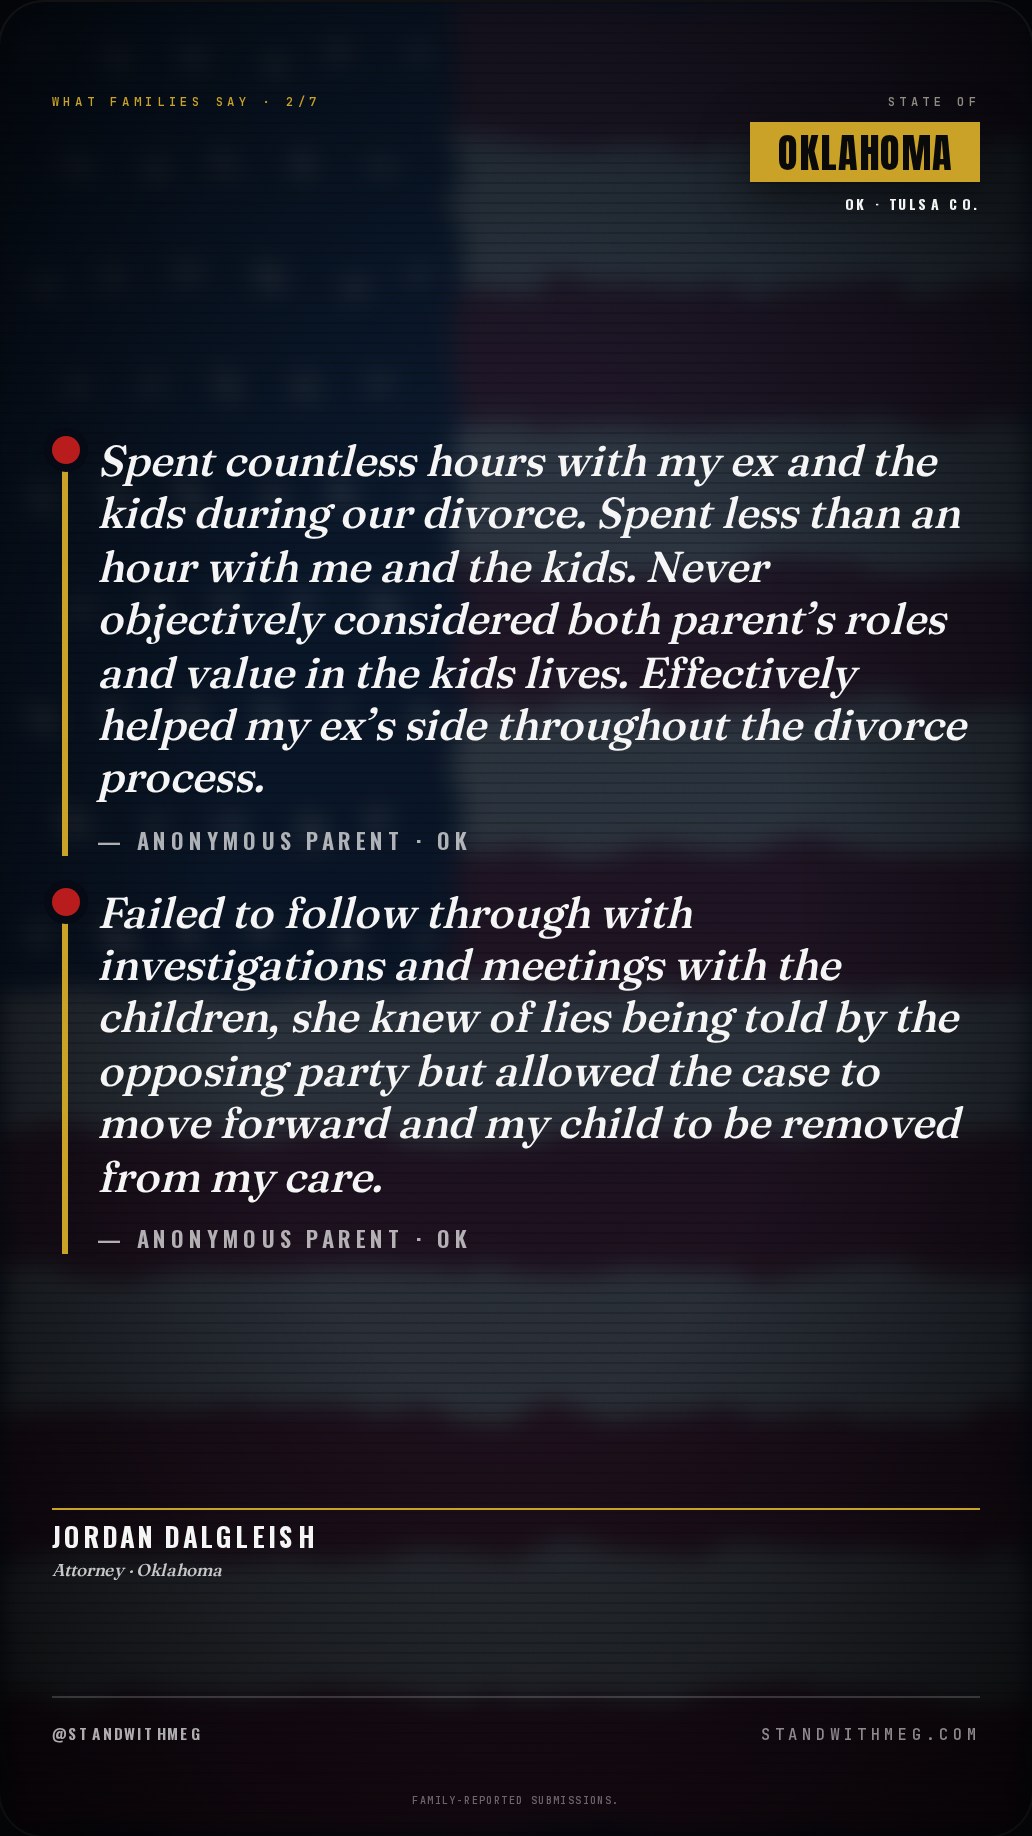 WHAT FAMILIES SAY · 2/7
STATE OF
OKLAHOMA
OK · TULSA CO.
Spent countless hours with my ex and the
kids during our divorce. Spent less than an
hour with me and the kids. Never
objectively considered both parent’s roles
and value in the kids lives. Effectively
helped my ex’s side throughout the divorce
process.
— ANONYMOUS PARENT · OK
Failed to follow through with
investigations and meetings with the
children, she knew of lies being told by the
opposing party but allowed the case to
move forward and my child to be removed
from my care.
— ANONYMOUS PARENT · OK
JORDAN DALGLEISH
Attorney · Oklahoma
@STANDWITHMEG
STANDWITHMEG.COM
FAMILY-REPORTED SUBMISSIONS.